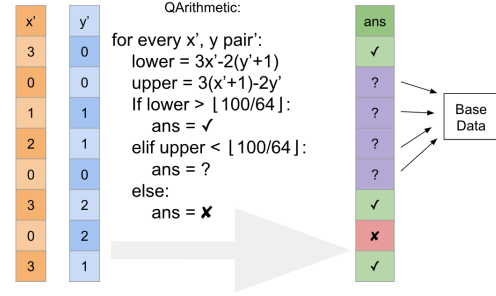 QArithmetic:
x'
3
0
1
2
0
3
0
3
y'
0
0
1
1
0
2
2
1
for every x’, y pair’:
lower = 3x’-2(y’+1)
upper = 3(x’+1)-2y’
If lower > ⌊100/64⌋:
ans = ✓
elif upper < ⌊100/64⌋:
ans = ?
else:
ans = ✘
ans
✓
?
?
?
?
✓
✘
✓
Base
Data